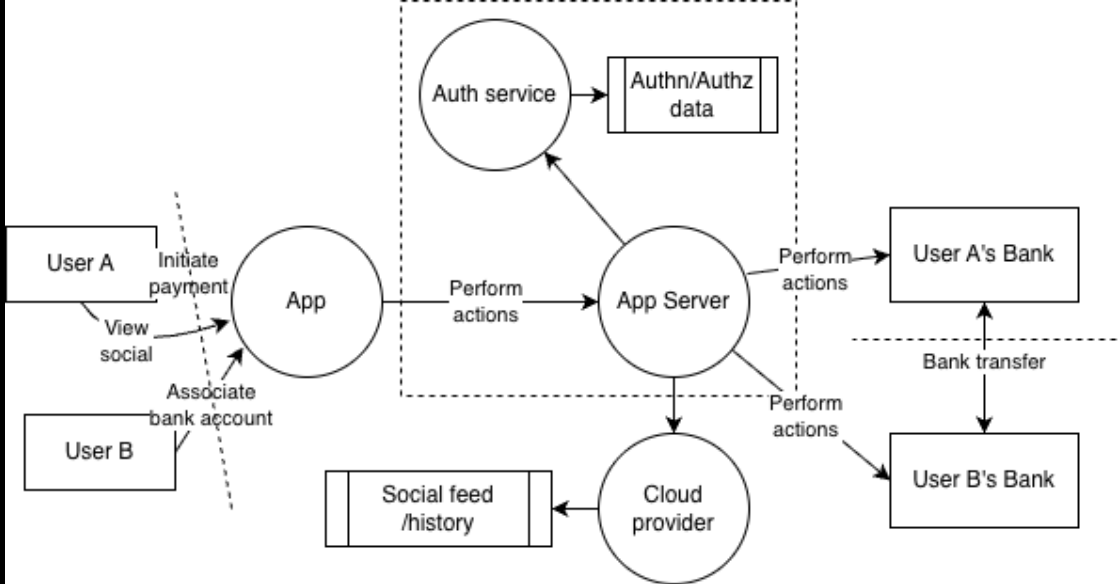 Auth service
Authn/Authz
data
User A
Initiate
payment
View
social
App
Perform
actions
App Server
Perform
actions
User A's Bank
Bank transfer
Associate
bank account
User B
Perform
actions
User B's Bank
Social feed
/history
Cloud
provider